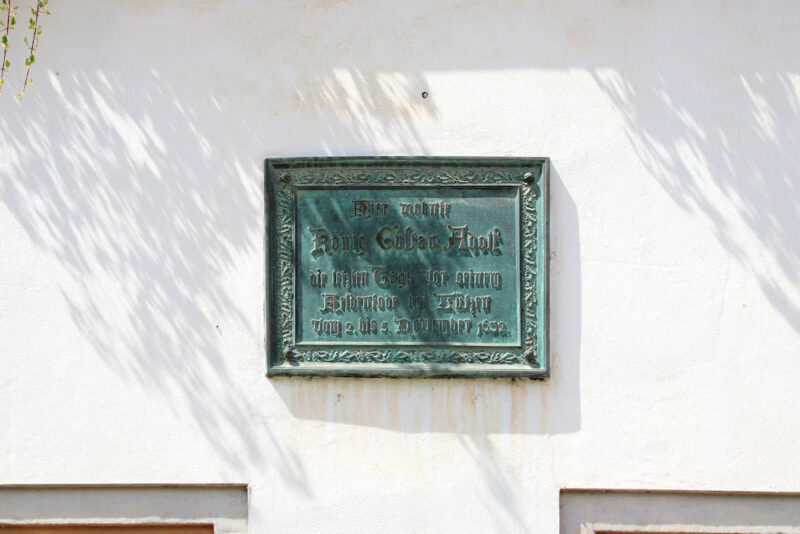 Hier wohnte
König Gustav Adolf
die letzten Tage vor seinem
Heldentode bei Lützen
vom 2. bis 5. November 1632.